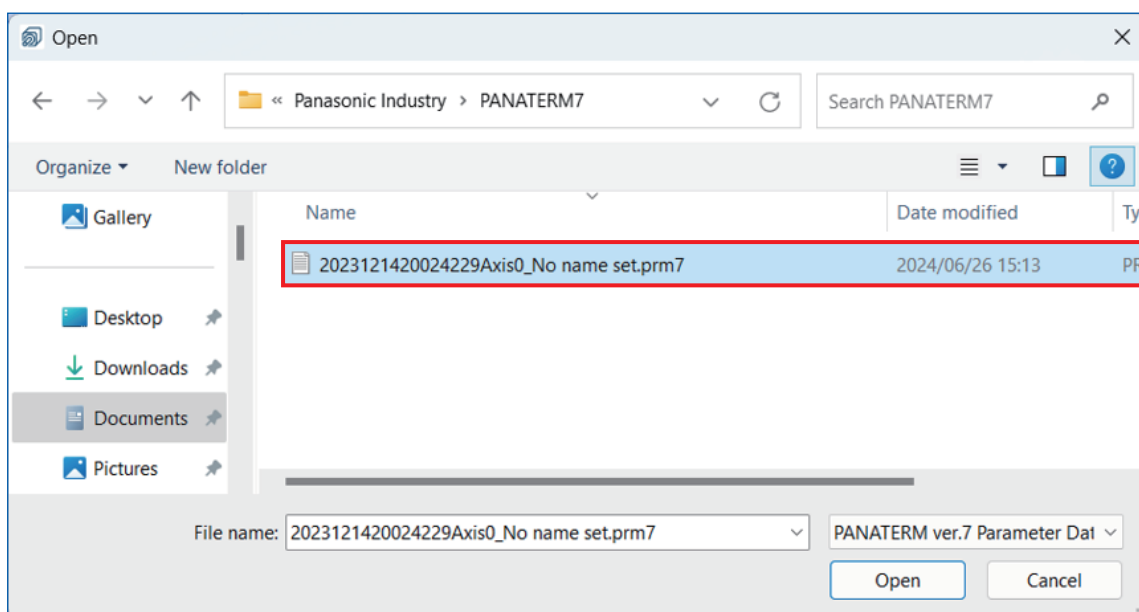 Open
« Panasonic Industry > PANATERM7
Search PANATERM7
Organize
New folder
?
Gallery
Name
Date modified
Ty
2023121420024229Axis0_No name set.prm7
2024/06/26 15:13
PR
Desktop
Downloads
Documents
Pictures
File name:
2023121420024229Axis0_No name set.prm7
PANATERM ver.7 Parameter Dat
Open
Cancel